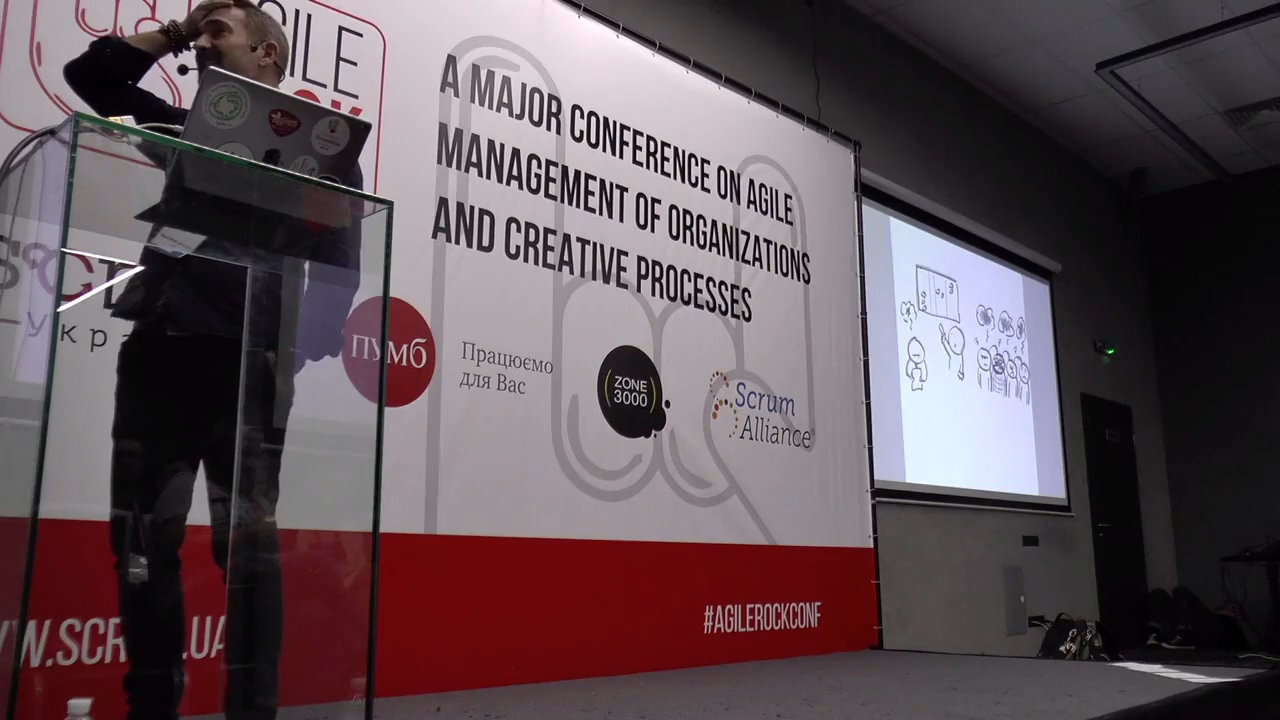 A MAJOR CONFERENCE ON AGILE
MANAGEMENT OF ORGANIZATIONS
AND CREATIVE PROCESSES
ПУМБ
Працюємо
для Вас
ZONE
3000
Scrum
Alliance
#AGILEROCKCONF